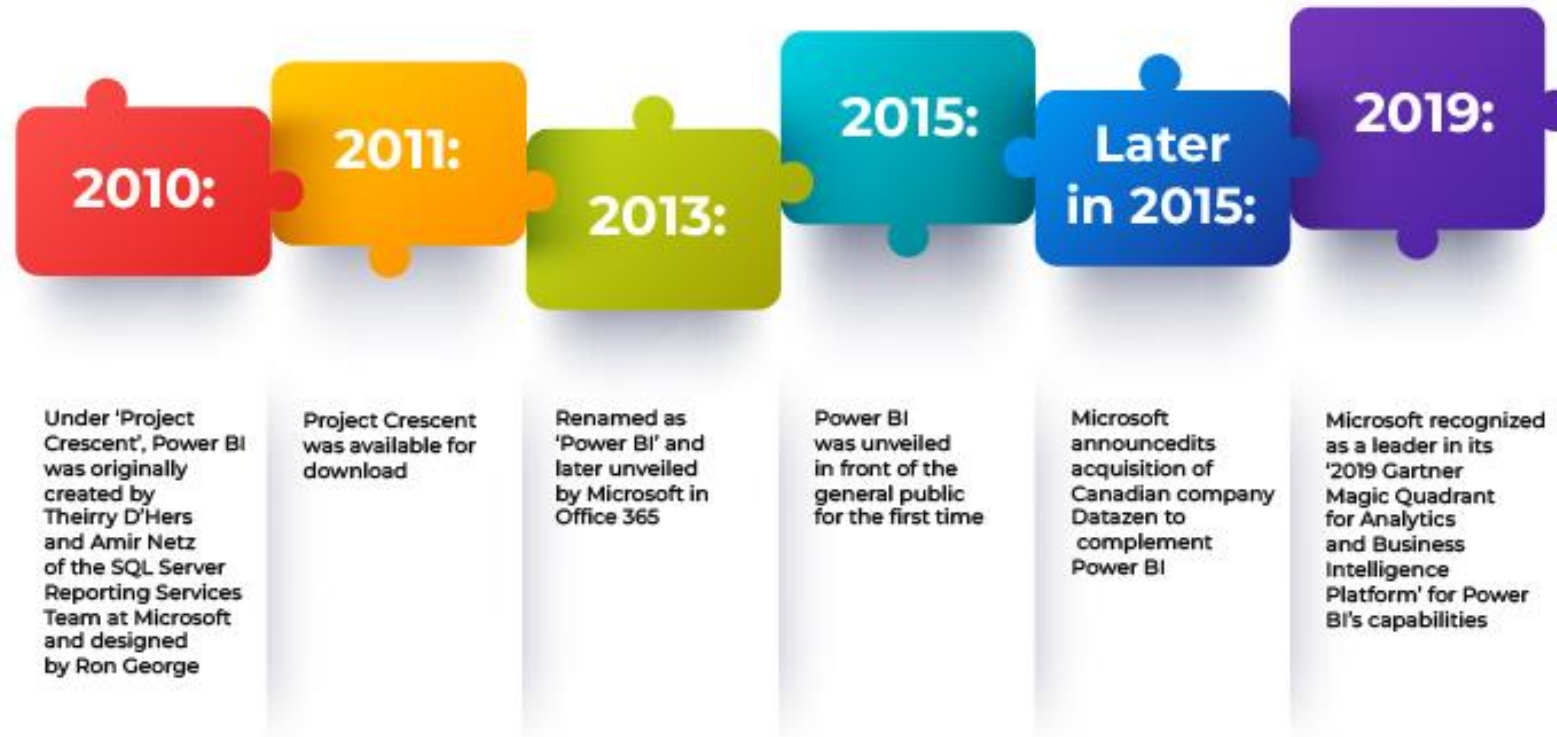 2010:
Under ‘Project
Crescent’, Power BI
was originally
created by
Theirry D’Hers
and Amir Netz
of the SQL Server
Reporting Services
Team at Microsoft
and designed
by Ron George
2011:
Project Crescent
was available for
download
2013:
Renamed as
‘Power BI’ and
later unveiled
by Microsoft in
Office 365
2015:
Power BI
was unveiled
in front of the
general public
for the first time
Later
in 2015:
Microsoft
announcedits
acquisition of
Canadian company
Datazen to
complement
Power BI
2019:
Microsoft recognized
as a leader in its
‘2019 Gartner
Magic Quadrant
for Analytics
and Business
Intelligence
Platform’ for Power
BI’s capabilities